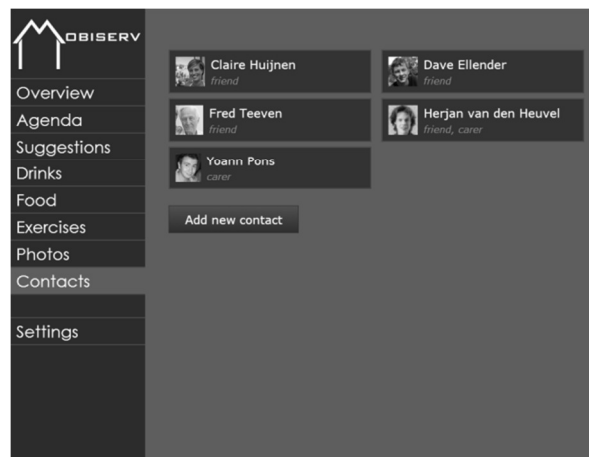 MOBISERV
Overview
Agenda
Suggestions
Drinks
Food
Exercises
Photos
Contacts
Settings
Claire Huijnen
friend
Dave Ellender
friend
Fred Teeven
friend
Herjan van den Heuvel
friend, carer
Yoann Pons
carer
Add new contact